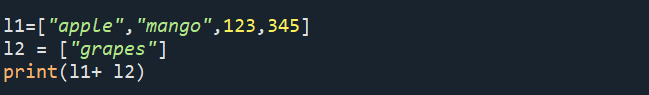 l1=["apple","mango",123,345]
l2 = ["grapes"]
print(l1+ l2)